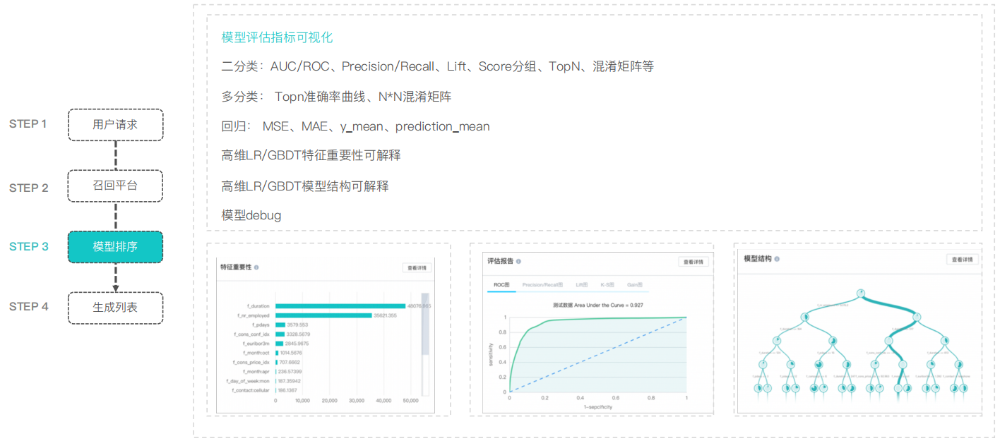 STEP 1
用户请求
STEP 2
召回平台
STEP 3
模型排序
STEP 4
生成列表
模型评估指标可视化
二分类：AUC/ROC、Precision/Recall、Lift、Score分组、TopN、混淆矩阵等
多分类： Topn准确率曲线、N*N混淆矩阵
回归： MSE、MAE、y_mean、prediction_mean
高维LR/GBDT特征重要性可解释
高维LR/GBDT模型结构可解释
模型debug
特征重要性
查看详情
f_duration 48076.965
f_nr_employed 35621.355
f_pdays 3579.553
f_cons_conf_idx 3328.5679
f_euribor3m 2845.9675
f_month:oct 1014.5676
f_cons_price_idx 707.6662
f_month:apr 236.57399
f_day_of_week:mon 187.35942
f_contact:cellular 186.1367
0 10,000 20,000 30,000 40,000 50,000
评估报告
查看详情
ROC图 Precision/Recall图 Lift图 K-S图 Gain图
测试数据 Area Under the Curve = 0.927
sensitivity
1
0.8
0.6
0.4
0.2
0
0 0.2 0.4 0.6 0.8 1
1-sepcificity
模型结构
查看详情